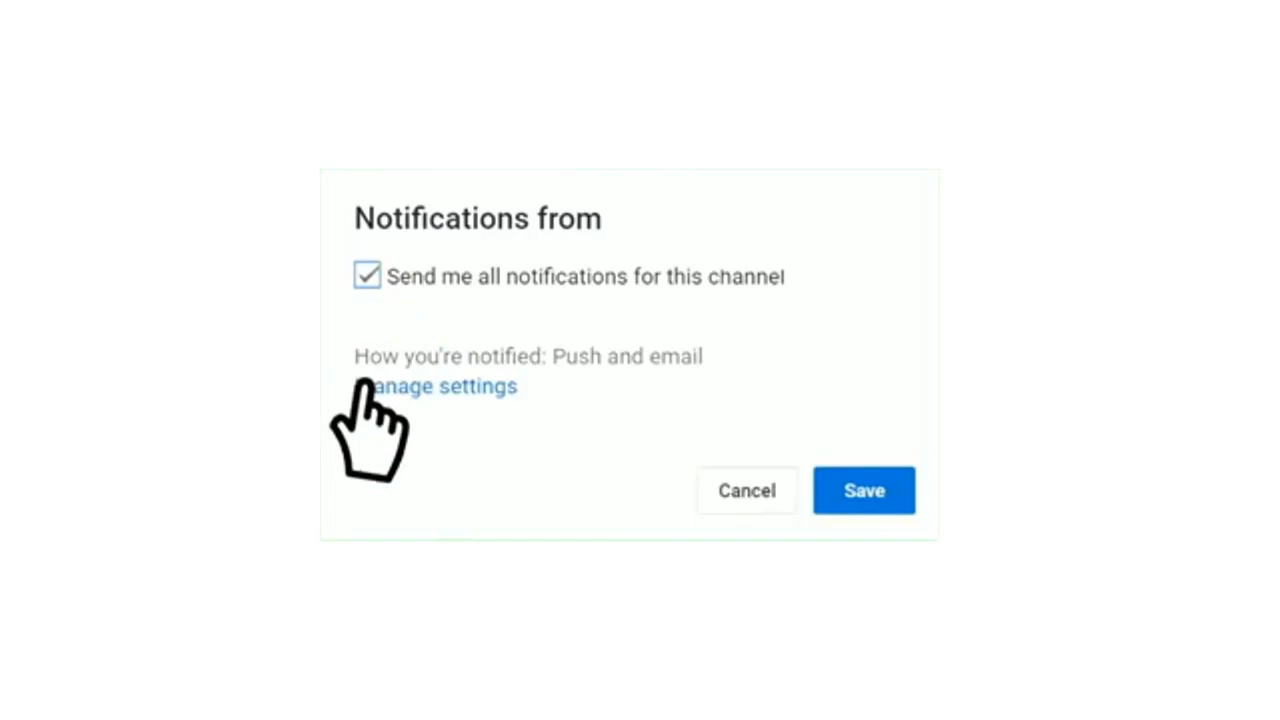 Notifications from
Send me all notifications for this channel
How you're notified: Push and email
Manage settings
Cancel
Save